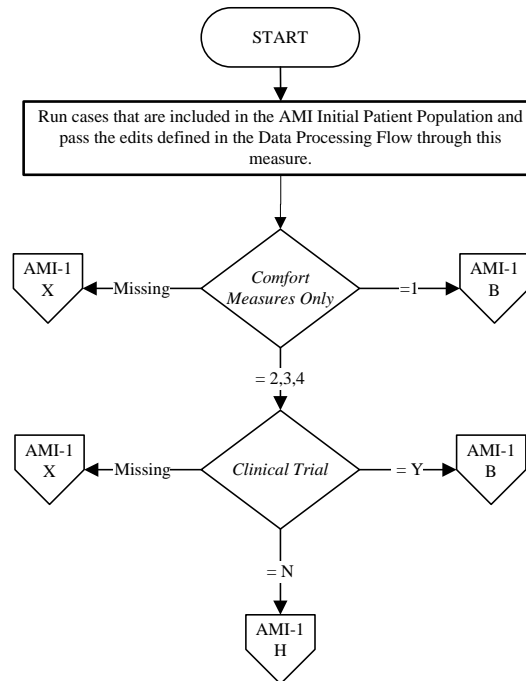 START
Run cases that are included in the AMI Initial Patient Population and
pass the edits defined in the Data Processing Flow through this
measure.
AMI-1
X
Missing
Comfort
Measures Only
=1
AMI-1
B
= 2,3,4
AMI-1
X
Missing
Clinical Trial
= Y
AMI-1
B
= N
AMI-1
H